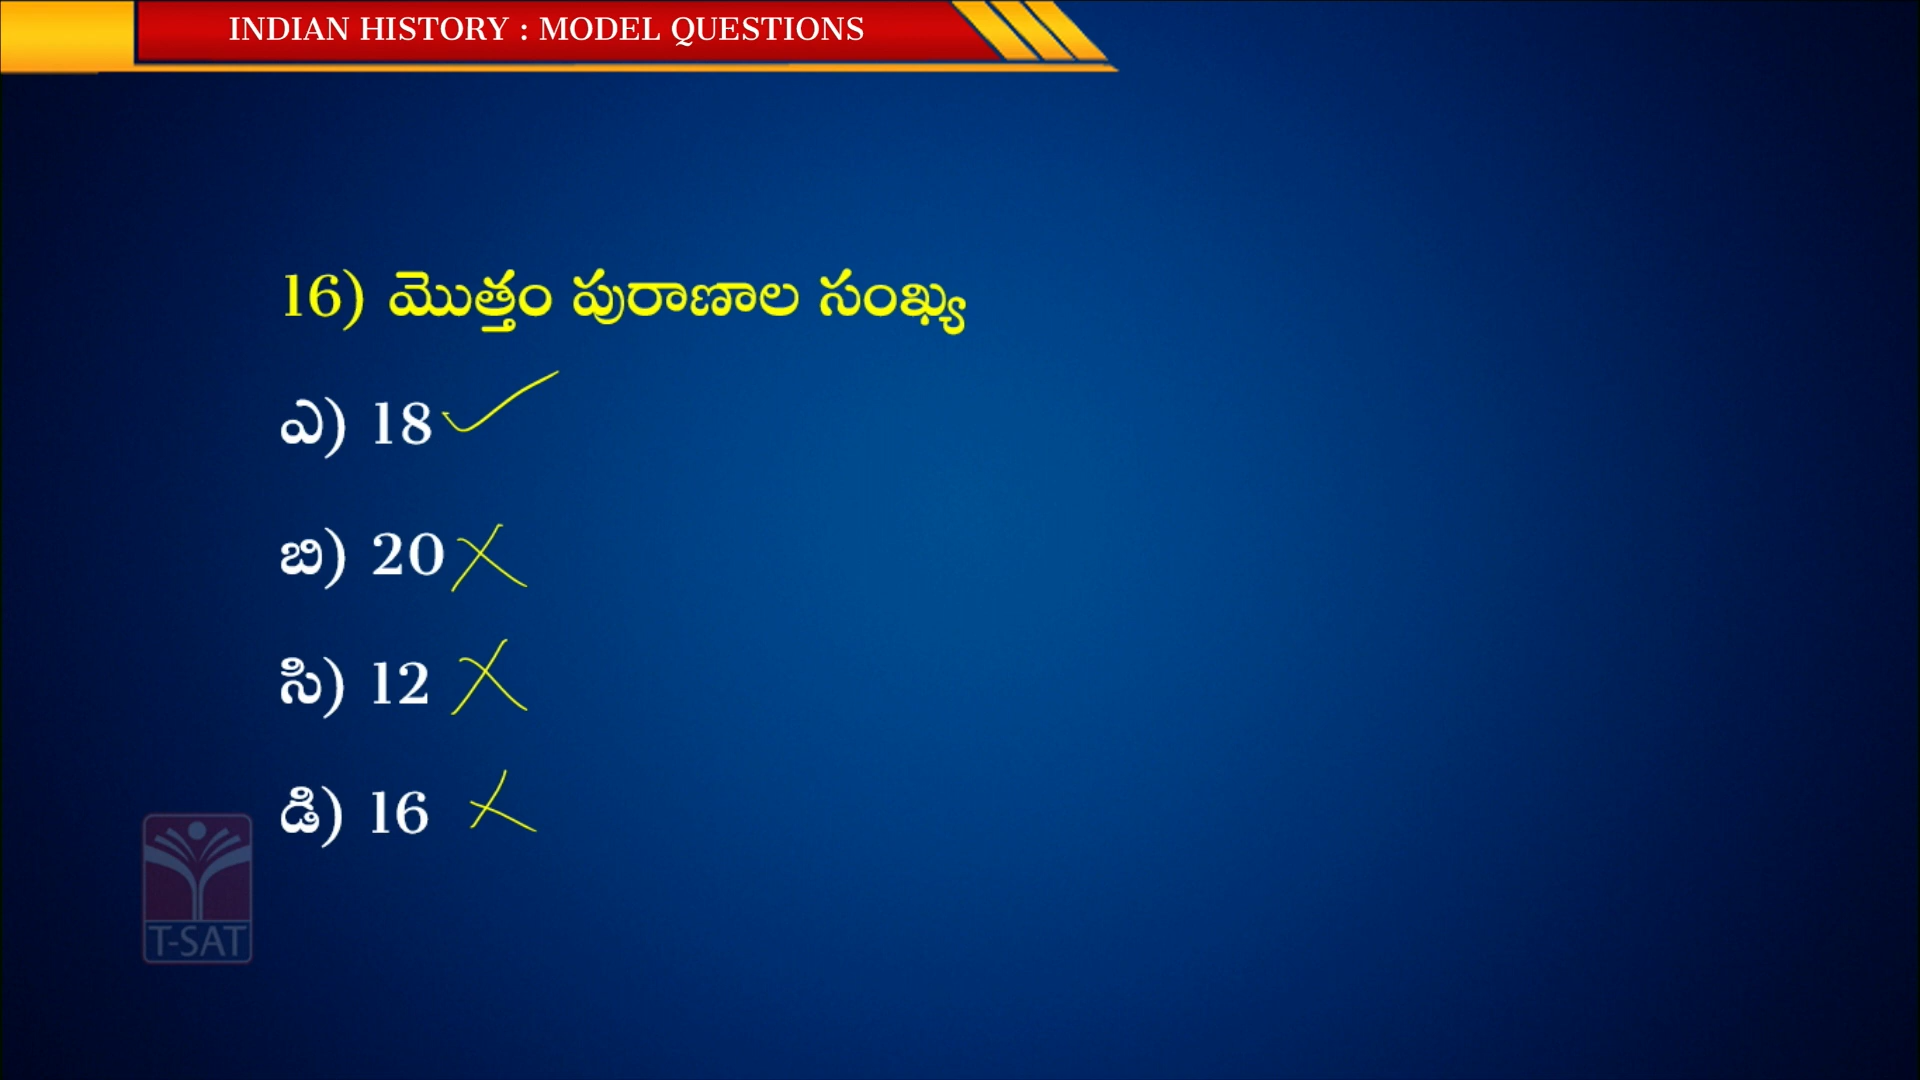 INDIAN HISTORY : MODEL QUESTIONS
16) మొత్తం పురాణాల సంఖ్య
ఎ) 18
బి) 20
సి) 12
డి) 16
T-SAT